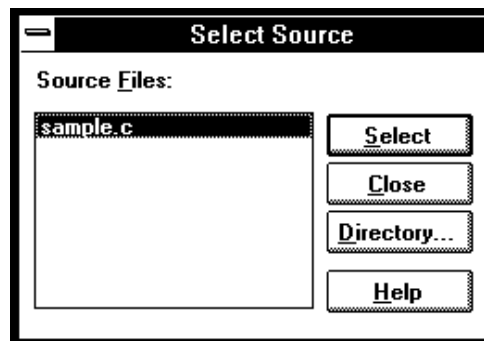 Select Source
Source Files:
sample.c
Select
Close
Directory...
Help